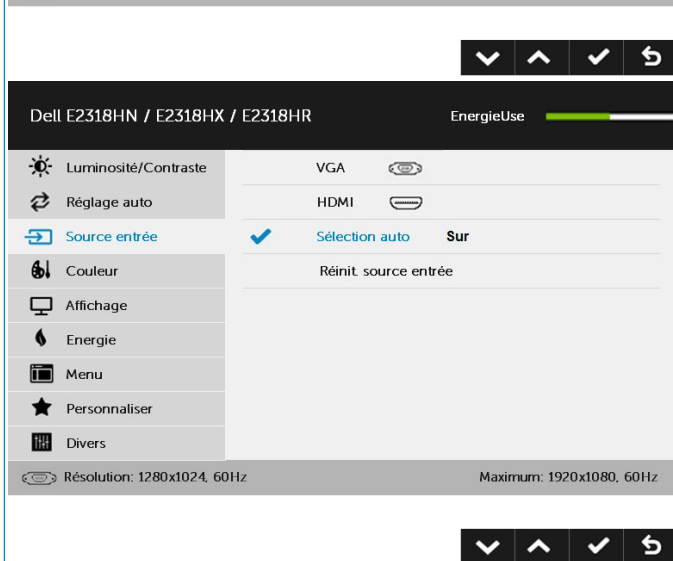 Dell E2318HN / E2318HX / E2318HR EnergieUse
Luminosité/Contraste VGA
Réglage auto HDMI
Source entrée Sélection auto Sur
Couleur Réinit. source entrée
Affichage
Energie
Menu
Personnaliser
Divers
Résolution: 1280x1024, 60Hz Maximum: 1920x1080, 60Hz